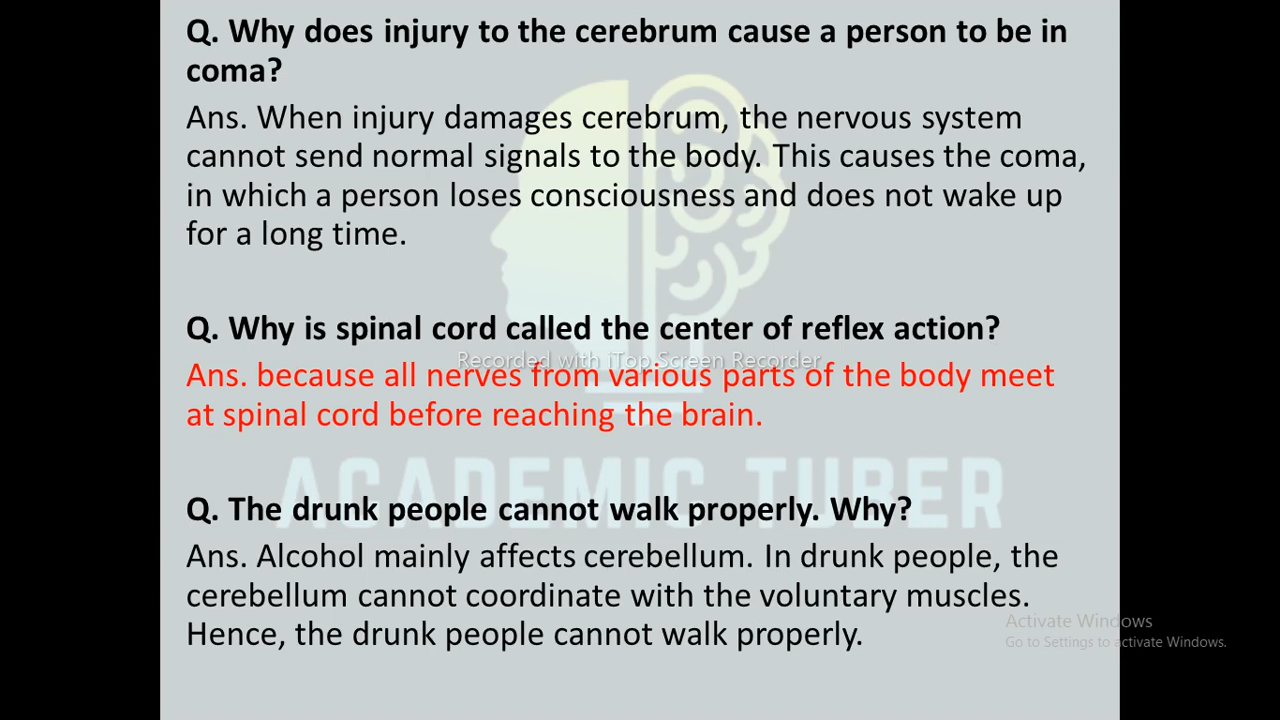 Q. Why does injury to the cerebrum cause a person to be in
coma?
Ans. When injury damages cerebrum, the nervous system
cannot send normal signals to the body. This causes the coma,
in which a person loses consciousness and does not wake up
for a long time.
Q. Why is spinal cord called the center of reflex action?
Recorded with iTop Screen Recorder
Ans. because all nerves from various parts of the body meet
at spinal cord before reaching the brain.
ACADEMIC TUBER
Q. The drunk people cannot walk properly. Why?
Ans. Alcohol mainly affects cerebellum. In drunk people, the
cerebellum cannot coordinate with the voluntary muscles.
Hence, the drunk people cannot walk properly.
Activate Windows
Go to Settings to activate Windows.